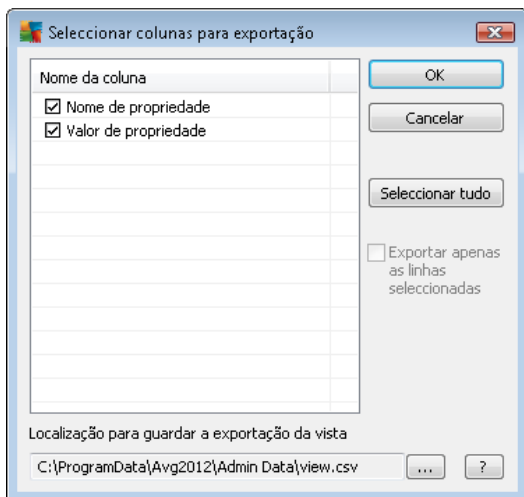 Seleccionar colunas para exportação
Nome da coluna
Nome de propriedade
Valor de propriedade
OK
Cancelar
Seleccionar tudo
Exportar apenas
as linhas
seleccionadas
Localização para guardar a exportação da vista
C:\ProgramData\Avg2012\Admin Data\view.csv
...
?